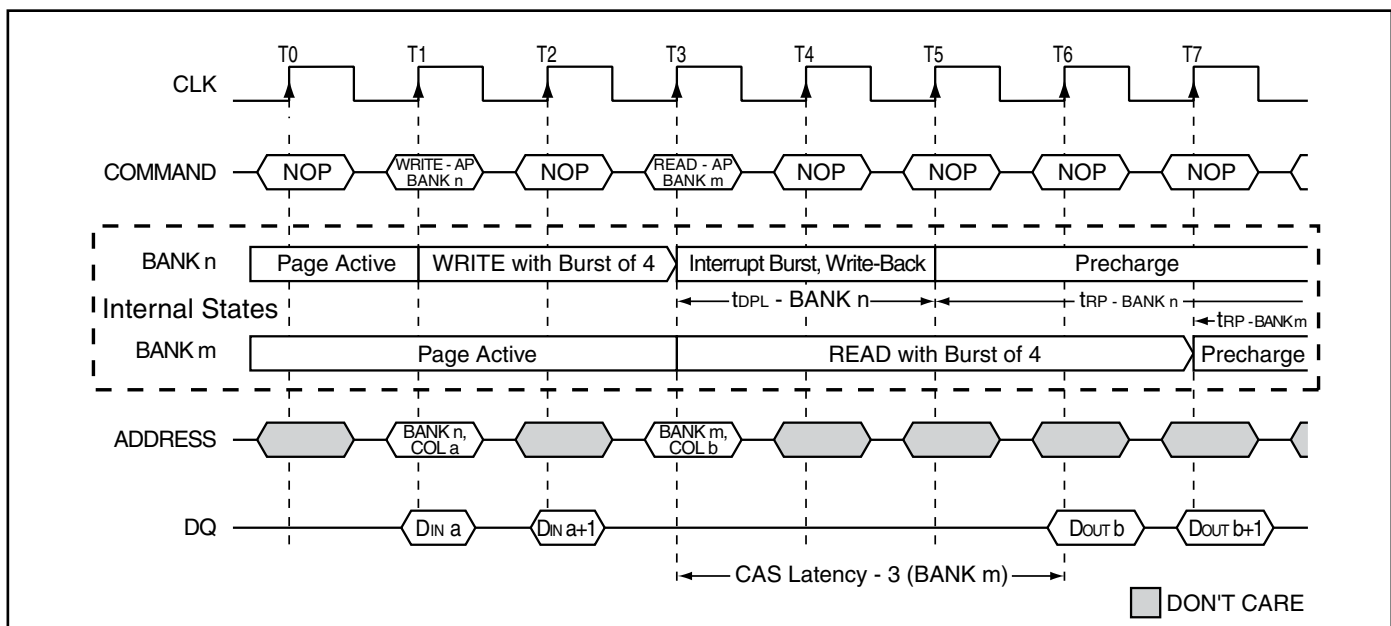 T0 T1 T2 T3 T4 T5 T6 T7
CLK
COMMAND NOP WRITE - AP BANK n NOP READ - AP BANK m NOP NOP NOP NOP
BANK n Page Active WRITE with Burst of 4 Interrupt Burst, Write-Back Precharge
tDPL - BANK n tRP - BANK n
Internal States
tRP - BANK m
BANK m Page Active READ with Burst of 4 Precharge
ADDRESS BANK n, COL a BANK m, COL b
DQ DIN a DIN a+1 DOUT b DOUT b+1
CAS Latency - 3 (BANK m)
DON'T CARE